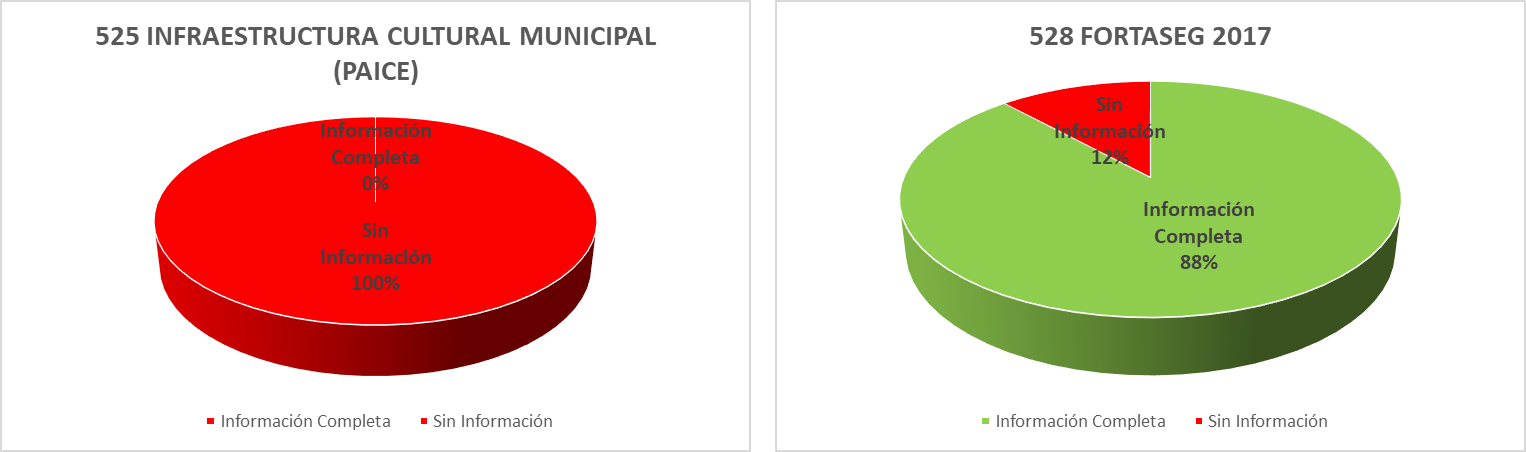 525 INFRAESTRUCTURA CULTURAL MUNICIPAL
(PAICE)
Información
Completa
0%
Sin
Información
100%
Información Completa
Sin Información
528 FORTASEG 2017
Sin
Información
12%
Información
Completa
88%
Información Completa
Sin Información